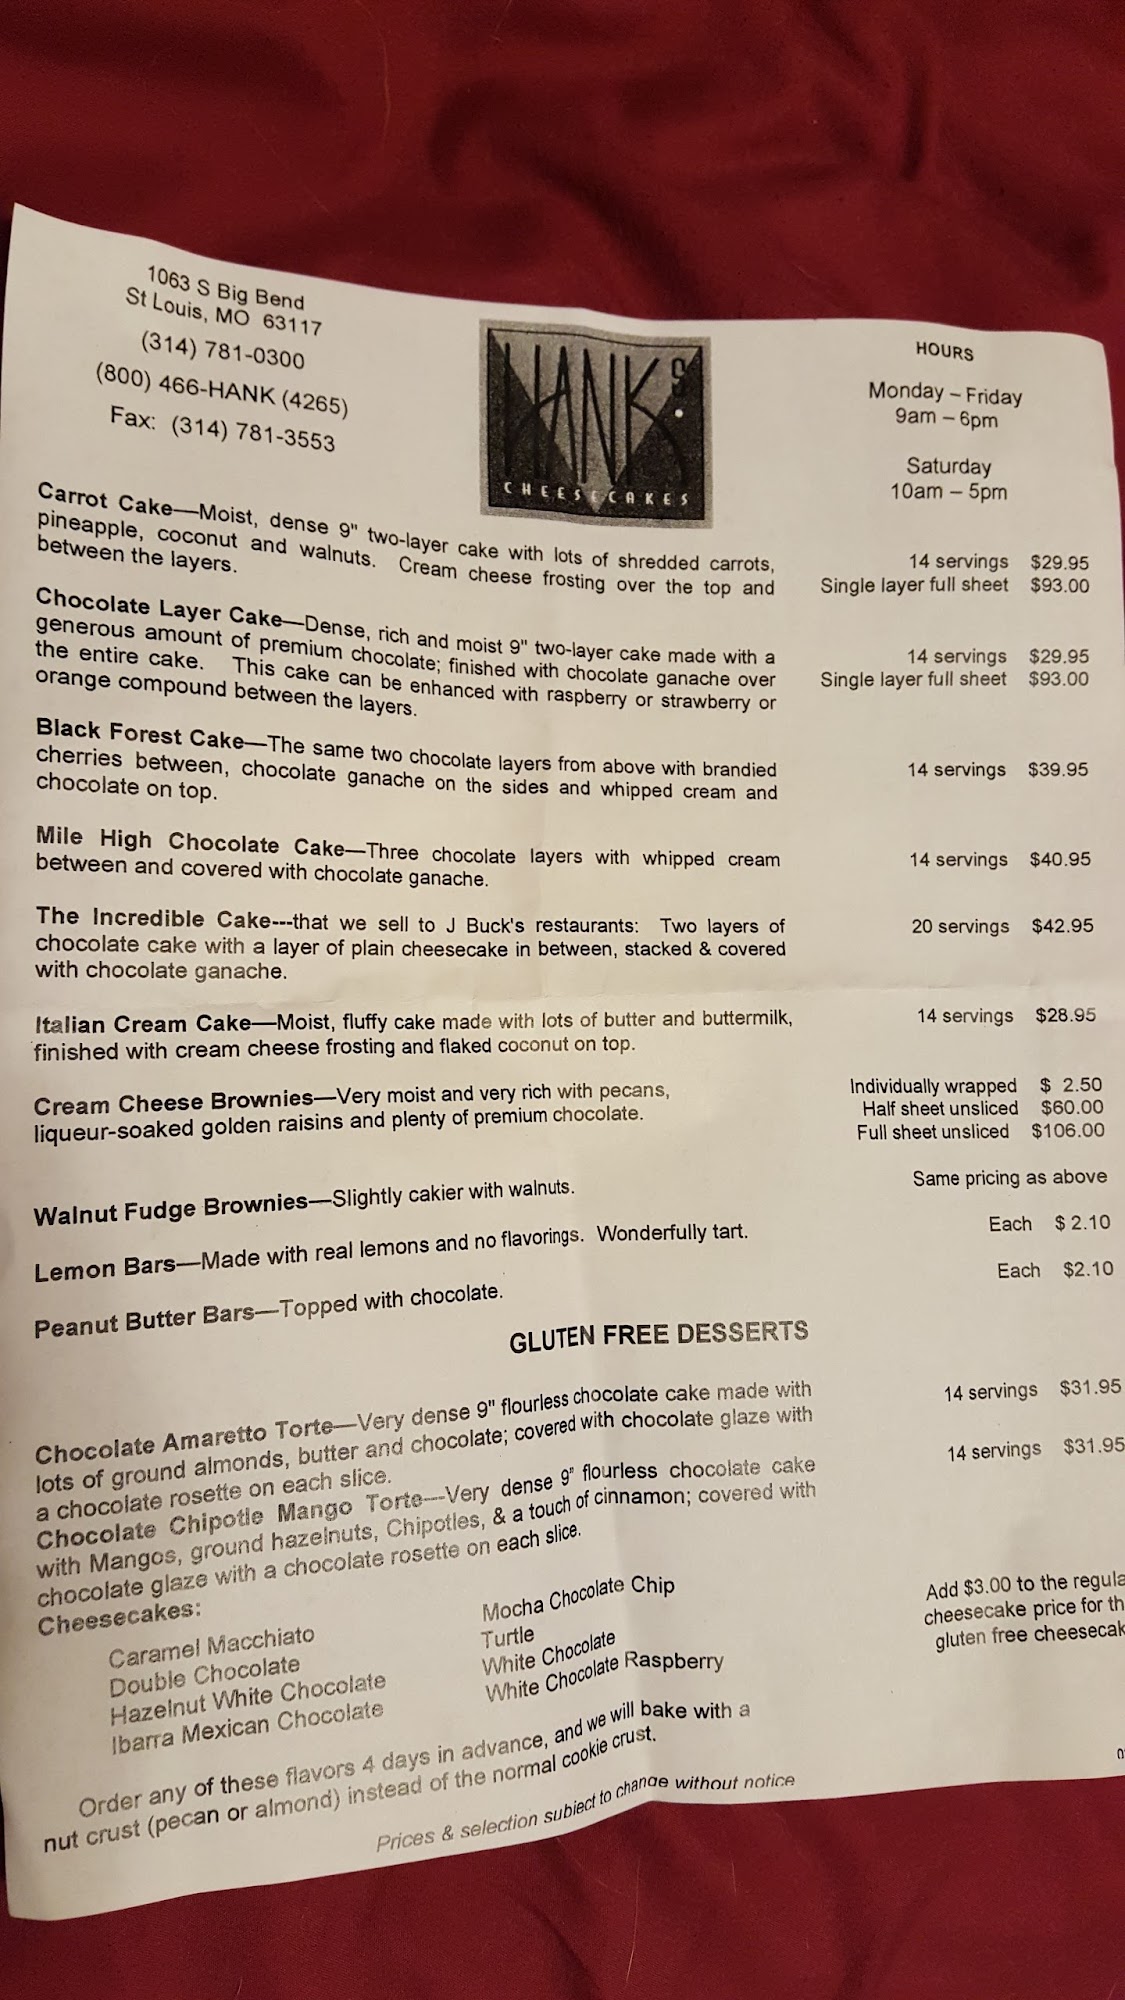 1063 S Big Bend
St Louis, MO 63117
(314) 781-0300
(800) 466-HANK (4265)
Fax: (314) 781-3553
HANK'S
CHEESECAKES
HOURS
Monday – Friday
9am – 6pm
Saturday
10am – 5pm
Carrot Cake—Moist, dense 9" two-layer cake with lots of shredded carrots,
pineapple, coconut and walnuts. Cream cheese frosting over the top and
between the layers.
14 servings $29.95
Single layer full sheet $93.00
Chocolate Layer Cake—Dense, rich and moist 9" two-layer cake made with a
generous amount of premium chocolate; finished with chocolate ganache over
the entire cake. This cake can be enhanced with raspberry or strawberry or
orange compound between the layers.
14 servings $29.95
Single layer full sheet $93.00
Black Forest Cake—The same two chocolate layers from above with brandied
cherries between, chocolate ganache on the sides and whipped cream and
chocolate on top.
14 servings $39.95
Mile High Chocolate Cake—Three chocolate layers with whipped cream
between and covered with chocolate ganache.
14 servings $40.95
The Incredible Cake---that we sell to J Buck's restaurants: Two layers of
chocolate cake with a layer of plain cheesecake in between, stacked & covered
with chocolate ganache.
20 servings $42.95
Italian Cream Cake—Moist, fluffy cake made with lots of butter and buttermilk,
finished with cream cheese frosting and flaked coconut on top.
14 servings $28.95
Cream Cheese Brownies—Very moist and very rich with pecans,
liqueur-soaked golden raisins and plenty of premium chocolate.
Individually wrapped $ 2.50
Half sheet unsliced $60.00
Full sheet unsliced $106.00
Walnut Fudge Brownies—Slightly cakier with walnuts.
Same pricing as above
Lemon Bars—Made with real lemons and no flavorings. Wonderfully tart.
Each $ 2.10
Peanut Butter Bars—Topped with chocolate.
Each $2.10
GLUTEN FREE DESSERTS
Chocolate Amaretto Torte—Very dense 9" flourless chocolate cake made with
lots of ground almonds, butter and chocolate; covered with chocolate glaze with
a chocolate rosette on each slice.
14 servings $31.95
Chocolate Chipotle Mango Torte—Very dense 9" flourless chocolate cake
with Mangos, ground hazelnuts, Chipotles, & a touch of cinnamon; covered with
chocolate glaze with a chocolate rosette on each slice.
14 servings $31.95
Cheesecakes:
Caramel Macchiato
Double Chocolate
Hazelnut White Chocolate
Ibarra Mexican Chocolate
Mocha Chocolate Chip
Turtle
White Chocolate
White Chocolate Raspberry
Add $3.00 to the regula
cheesecake price for th
gluten free cheesecak
Order any of these flavors 4 days in advance, and we will bake with a
nut crust (pecan or almond) instead of the normal cookie crust.
Prices & selection subject to change without notice